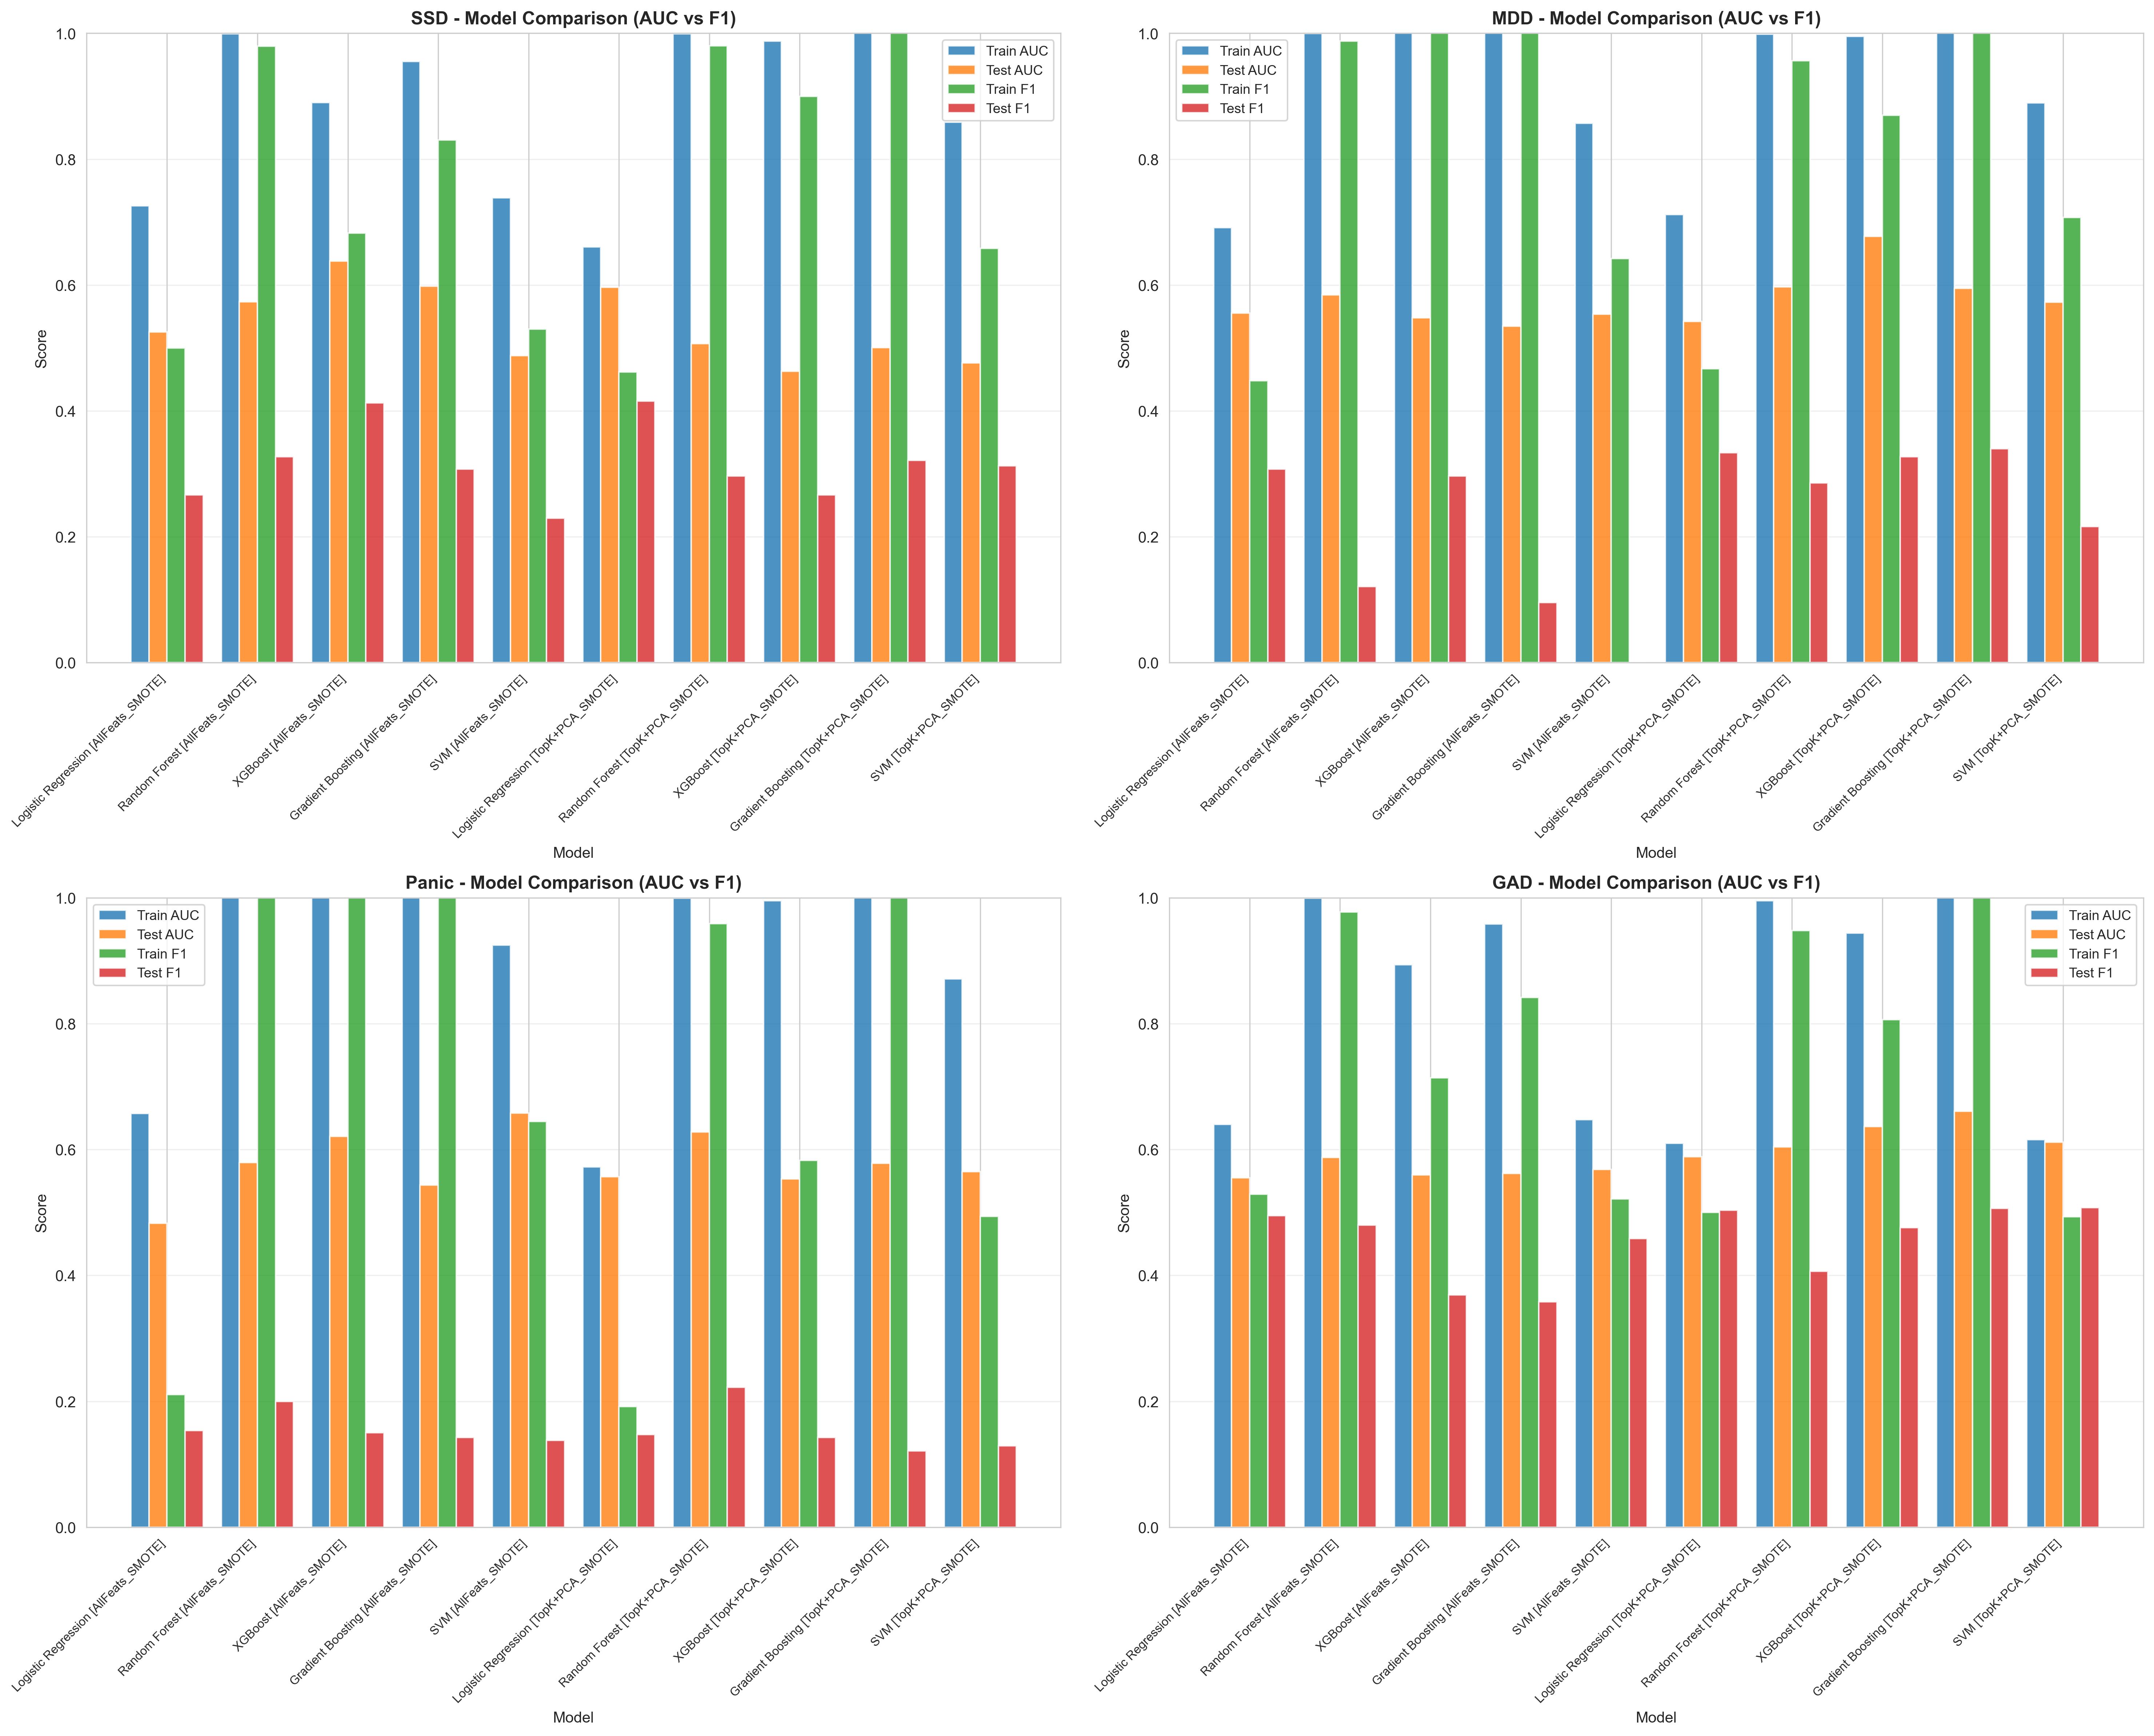 SSD - Model Comparison (AUC vs F1)
1.0
0.8
0.6
0.4
0.2
0.0
Score
Train AUC
Test AUC
Train F1
Test F1
Logistic Regression [AllFeats_SMOTE]
Random Forest [AllFeats_SMOTE]
XGBoost [AllFeats_SMOTE]
Gradient Boosting [AllFeats_SMOTE]
SVM [AllFeats_SMOTE]
Logistic Regression [TopK+PCA_SMOTE]
Random Forest [TopK+PCA_SMOTE]
XGBoost [TopK+PCA_SMOTE]
Gradient Boosting [TopK+PCA_SMOTE]
SVM [TopK+PCA_SMOTE]
Model
MDD - Model Comparison (AUC vs F1)
1.0
0.8
0.6
0.4
0.2
0.0
Score
Train AUC
Test AUC
Train F1
Test F1
Logistic Regression [AllFeats_SMOTE]
Random Forest [AllFeats_SMOTE]
XGBoost [AllFeats_SMOTE]
Gradient Boosting [AllFeats_SMOTE]
SVM [AllFeats_SMOTE]
Logistic Regression [TopK+PCA_SMOTE]
Random Forest [TopK+PCA_SMOTE]
XGBoost [TopK+PCA_SMOTE]
Gradient Boosting [TopK+PCA_SMOTE]
SVM [TopK+PCA_SMOTE]
Model
Panic - Model Comparison (AUC vs F1)
1.0
0.8
0.6
0.4
0.2
0.0
Score
Train AUC
Test AUC
Train F1
Test F1
Logistic Regression [AllFeats_SMOTE]
Random Forest [AllFeats_SMOTE]
XGBoost [AllFeats_SMOTE]
Gradient Boosting [AllFeats_SMOTE]
SVM [AllFeats_SMOTE]
Logistic Regression [TopK+PCA_SMOTE]
Random Forest [TopK+PCA_SMOTE]
XGBoost [TopK+PCA_SMOTE]
Gradient Boosting [TopK+PCA_SMOTE]
SVM [TopK+PCA_SMOTE]
Model
GAD - Model Comparison (AUC vs F1)
1.0
0.8
0.6
0.4
0.2
0.0
Score
Train AUC
Test AUC
Train F1
Test F1
Logistic Regression [AllFeats_SMOTE]
Random Forest [AllFeats_SMOTE]
XGBoost [AllFeats_SMOTE]
Gradient Boosting [AllFeats_SMOTE]
SVM [AllFeats_SMOTE]
Logistic Regression [TopK+PCA_SMOTE]
Random Forest [TopK+PCA_SMOTE]
XGBoost [TopK+PCA_SMOTE]
Gradient Boosting [TopK+PCA_SMOTE]
SVM [TopK+PCA_SMOTE]
Model